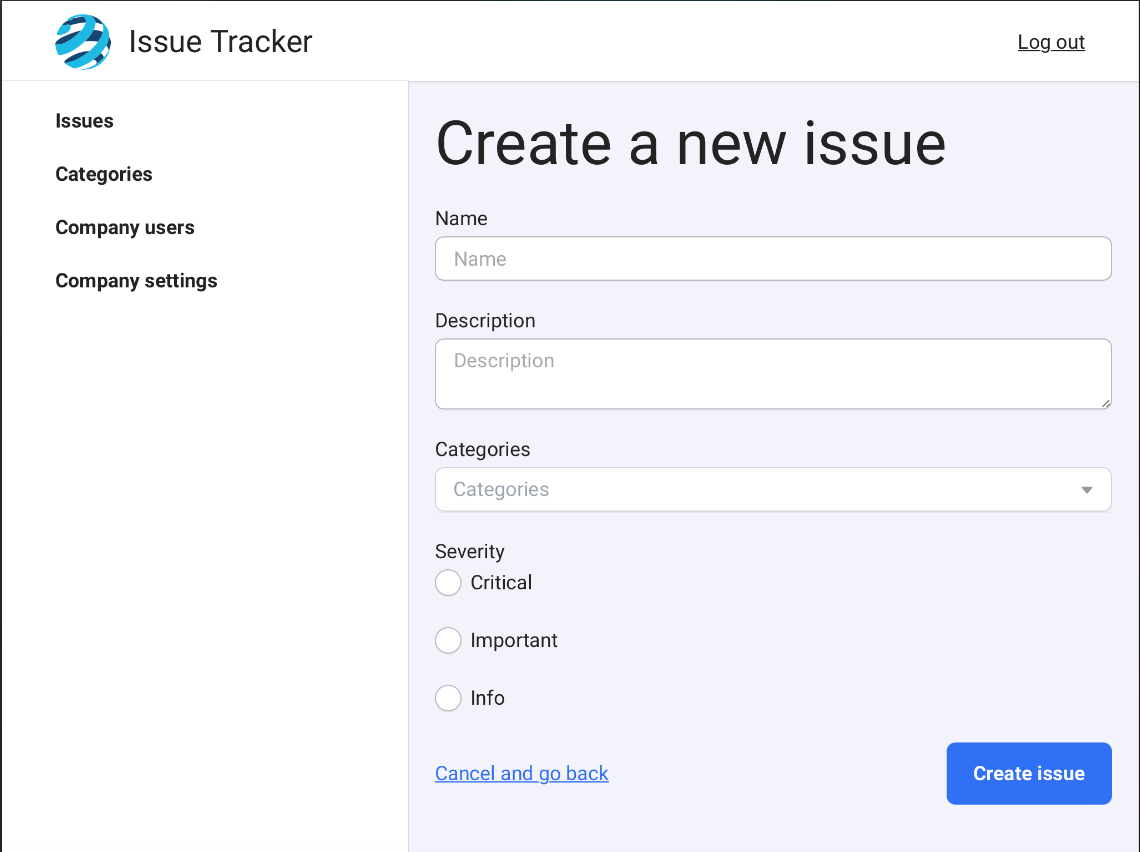 Issue Tracker
Log out
Issues
Categories
Company users
Company settings
Create a new issue
Name
Name
Description
Description
Categories
Categories
Severity
Critical
Important
Info
Cancel and go back
Create issue